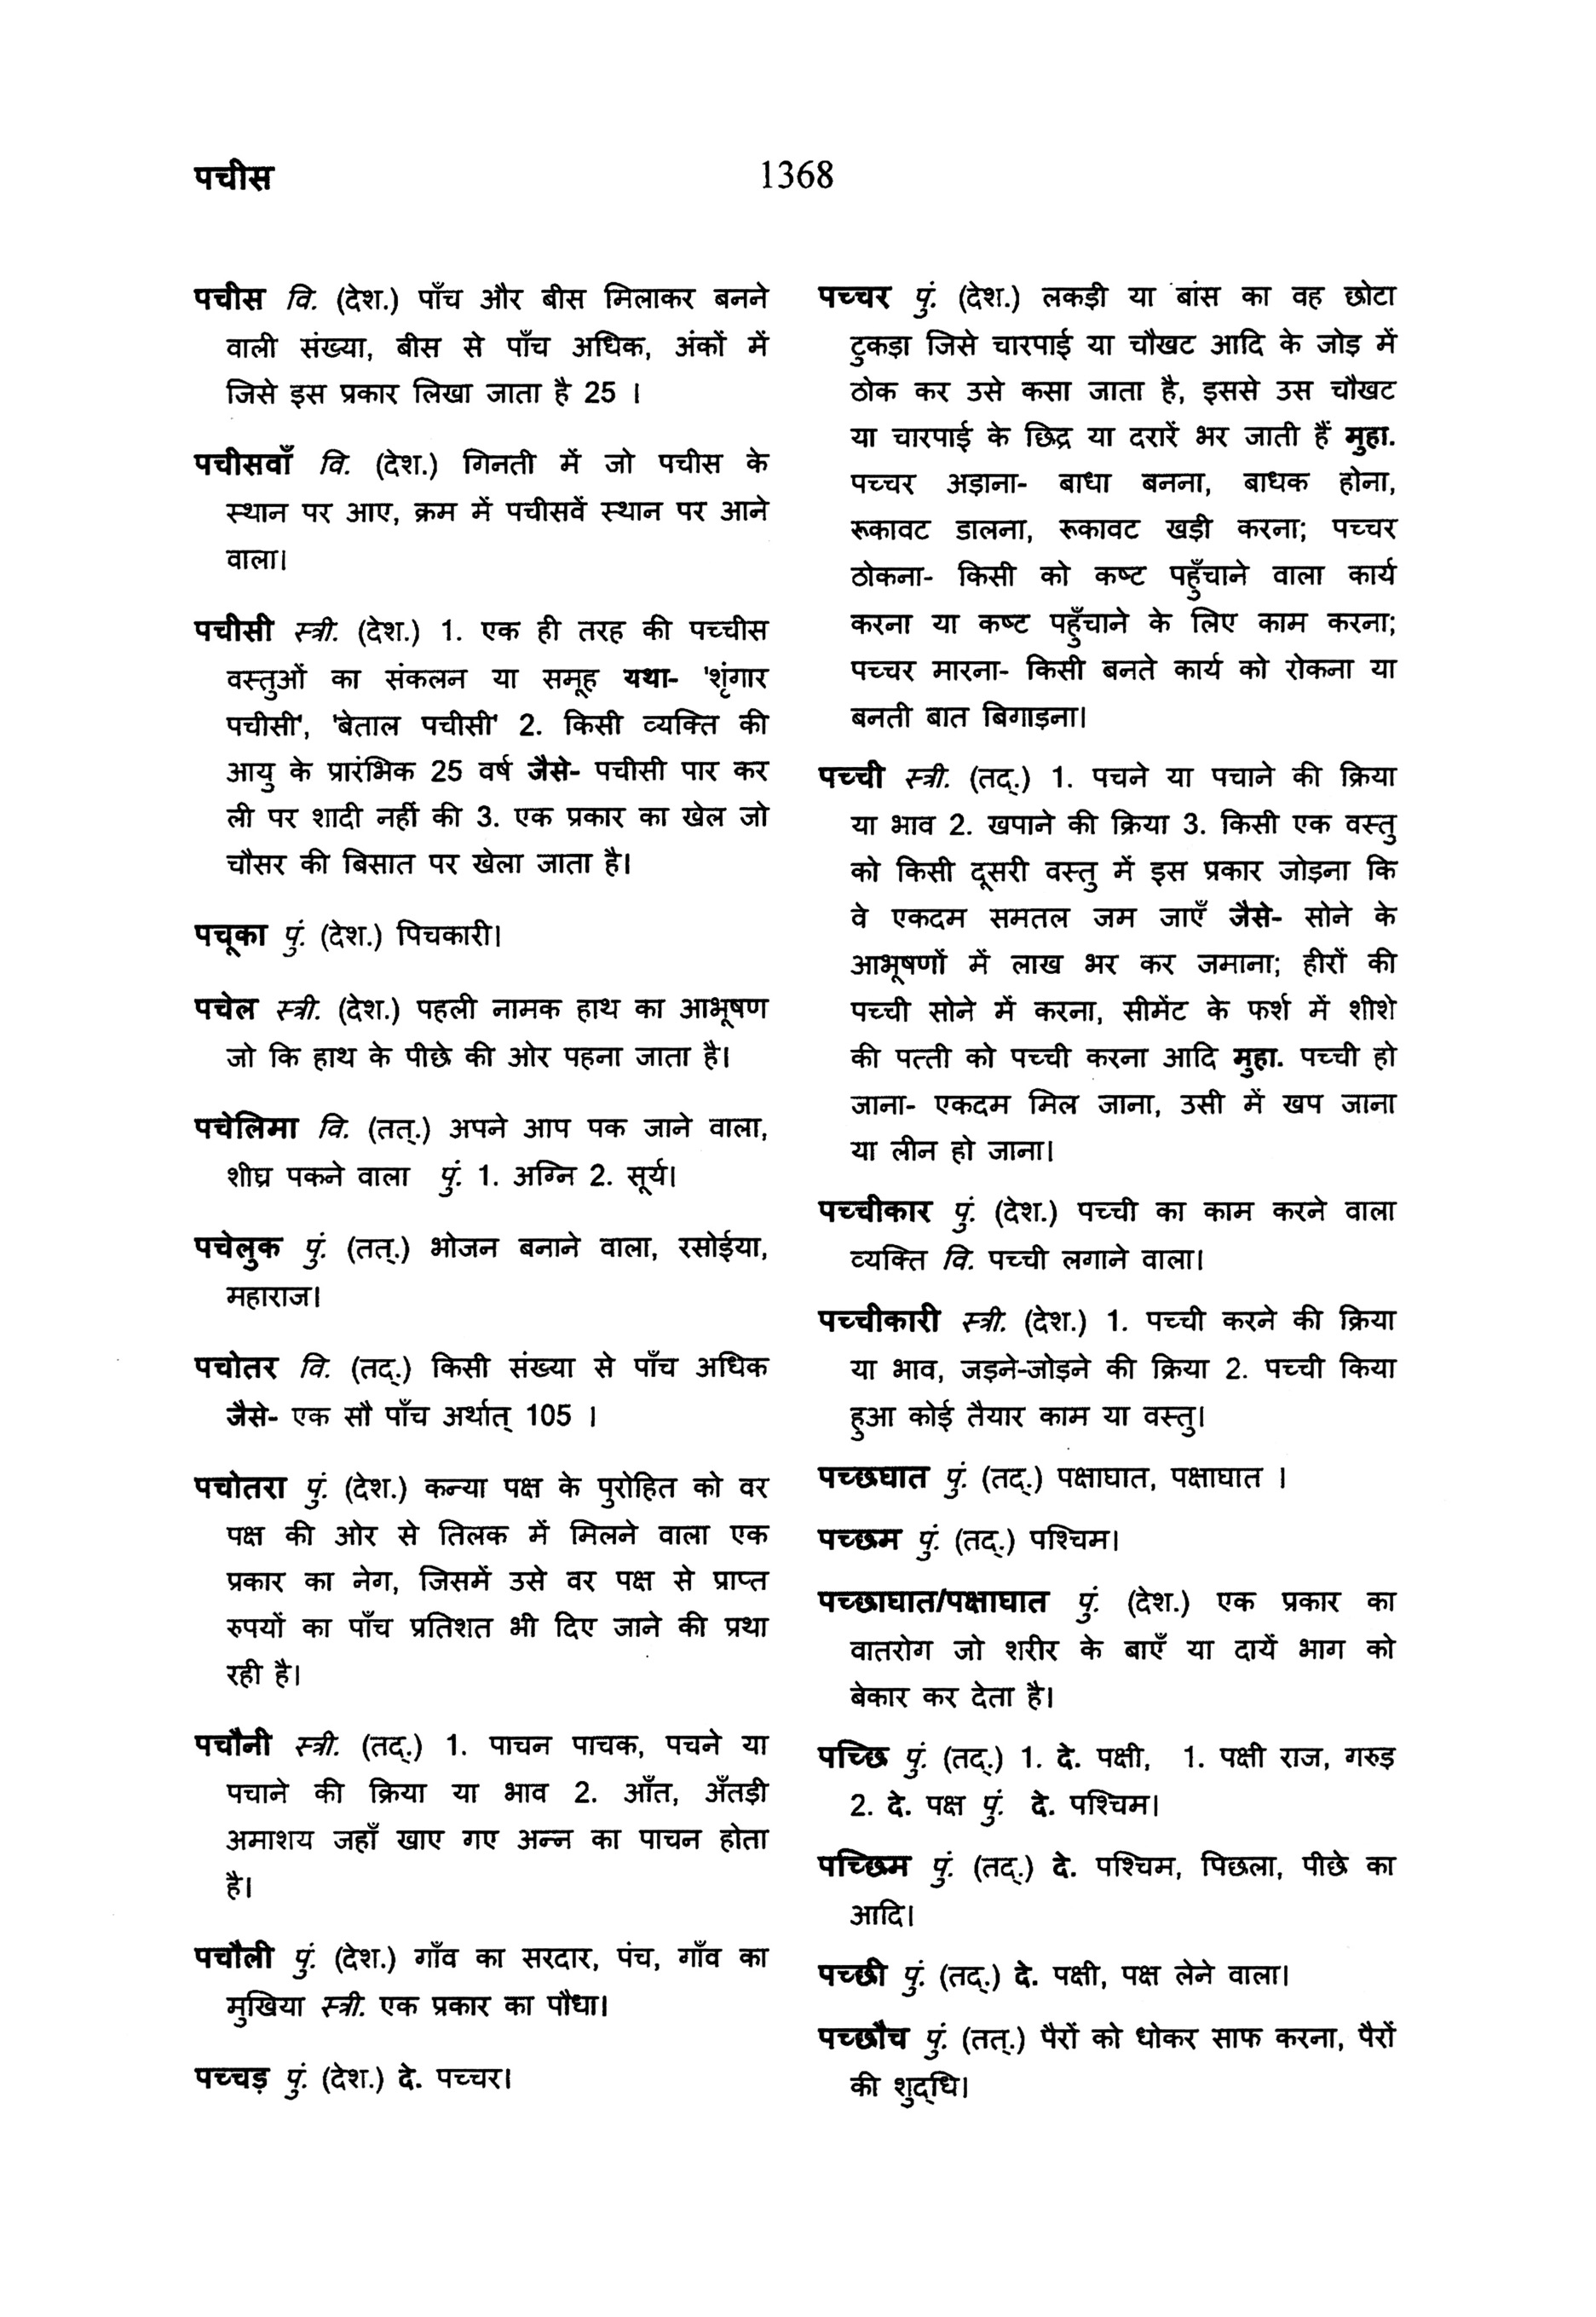 पचीस
1368
पचीस वि. (देश.) पाँच और बीस मिलाकर बनने
वाली संख्या, बीस से पाँच अधिक, अंकों में
जिसे इस प्रकार लिखा जाता है 25 ।
पचीसवाँ वि. (देश.) गिनती में जो पचीस के
स्थान पर आए, क्रम में पचीसवें स्थान पर आने
वाला।
पचीसी स्त्री. (देश.) 1. एक ही तरह की पच्चीस
वस्तुओं का संकलन या समूह यथा- 'शृंगार
पचीसी', 'बेताल पचीसी' 2. किसी व्यक्ति की
आयु के प्रारंभिक 25 वर्ष जैसे- पचीसी पार कर
ली पर शादी नहीं की 3. एक प्रकार का खेल जो
चौसर की बिसात पर खेला जाता है।
पचूका पुं. (देश.) पिचकारी।
पचेल स्त्री. (देश.) पहली नामक हाथ का आभूषण
जो कि हाथ के पीछे की ओर पहना जाता है।
पचेलिमा वि. (तत्.) अपने आप पक जाने वाला,
शीघ्र पकने वाला पुं. 1. अग्नि 2. सूर्य।
पचेलुक पुं. (तत्.) भोजन बनाने वाला, रसोईया,
महाराज।
पचोतर वि. (तद्.) किसी संख्या से पाँच अधिक
जैसे- एक सौ पाँच अर्थात् 105 ।
पचोतरा पुं. (देश.) कन्या पक्ष के पुरोहित को वर
पक्ष की ओर से तिलक में मिलने वाला एक
प्रकार का नेग, जिसमें उसे वर पक्ष से प्राप्त
रुपयों का पाँच प्रतिशत भी दिए जाने की प्रथा
रही है।
पचौनी स्त्री. (तद्.) 1. पाचन पाचक, पचने या
पचाने की क्रिया या भाव 2. आँत, अँतड़ी
अमाशय जहाँ खाए गए अन्न का पाचन होता
है।
पचौली पुं. (देश.) गाँव का सरदार, पंच, गाँव का
मुखिया स्त्री. एक प्रकार का पौधा।
पच्चड़ पुं. (देश.) दे. पच्चर।
पच्चर पुं. (देश.) लकड़ी या बांस का वह छोटा
टुकड़ा जिसे चारपाई या चौखट आदि के जोड़ में
ठोक कर उसे कसा जाता है, इससे उस चौखट
या चारपाई के छिद्र या दरारें भर जाती हैं मुहा.
पच्चर अड़ाना- बाधा बनना, बाधक होना,
रूकावट डालना, रूकावट खड़ी करना; पच्चर
ठोकना- किसी को कष्ट पहुँचाने वाला कार्य
करना या कष्ट पहुँचाने के लिए काम करना;
पच्चर मारना- किसी बनते कार्य को रोकना या
बनती बात बिगाड़ना।
पच्ची स्त्री. (तद्.) 1. पचने या पचाने की क्रिया
या भाव 2. खपाने की क्रिया 3. किसी एक वस्तु
को किसी दूसरी वस्तु में इस प्रकार जोड़ना कि
वे एकदम समतल जम जाएँ जैसे- सोने के
आभूषणों में लाख भर कर जमाना; हीरों की
पच्ची सोने में करना, सीमेंट के फर्श में शीशे
की पत्ती को पच्ची करना आदि मुहा. पच्ची हो
जाना- एकदम मिल जाना, उसी में खप जाना
या लीन हो जाना।
पच्चीकार पुं. (देश.) पच्ची का काम करने वाला
व्यक्ति वि. पच्ची लगाने वाला।
पच्चीकारी स्त्री. (देश.) 1. पच्ची करने की क्रिया
या भाव, जड़ने-जोड़ने की क्रिया 2. पच्ची किया
हुआ कोई तैयार काम या वस्तु।
पच्छघात पुं. (तद्.) पक्षाघात, पक्षाघात ।
पच्छम पुं. (तद्.) पश्चिम।
पच्छाघात/पक्षाघात पुं. (देश.) एक प्रकार का
वातरोग जो शरीर के बाएँ या दायें भाग को
बेकार कर देता है।
पच्छि पुं. (तद्.) 1. दे. पक्षी, 1. पक्षी राज, गरुड़
2. दे. पक्ष पुं. दे. पश्चिम।
पच्छिम पुं. (तद्.) दे. पश्चिम, पिछला, पीछे का
आदि।
पच्छी पुं. (तद्.) दे. पक्षी, पक्ष लेने वाला।
पच्छौच पुं. (तत्.) पैरों को धोकर साफ करना, पैरों
की शुद्‌धि।